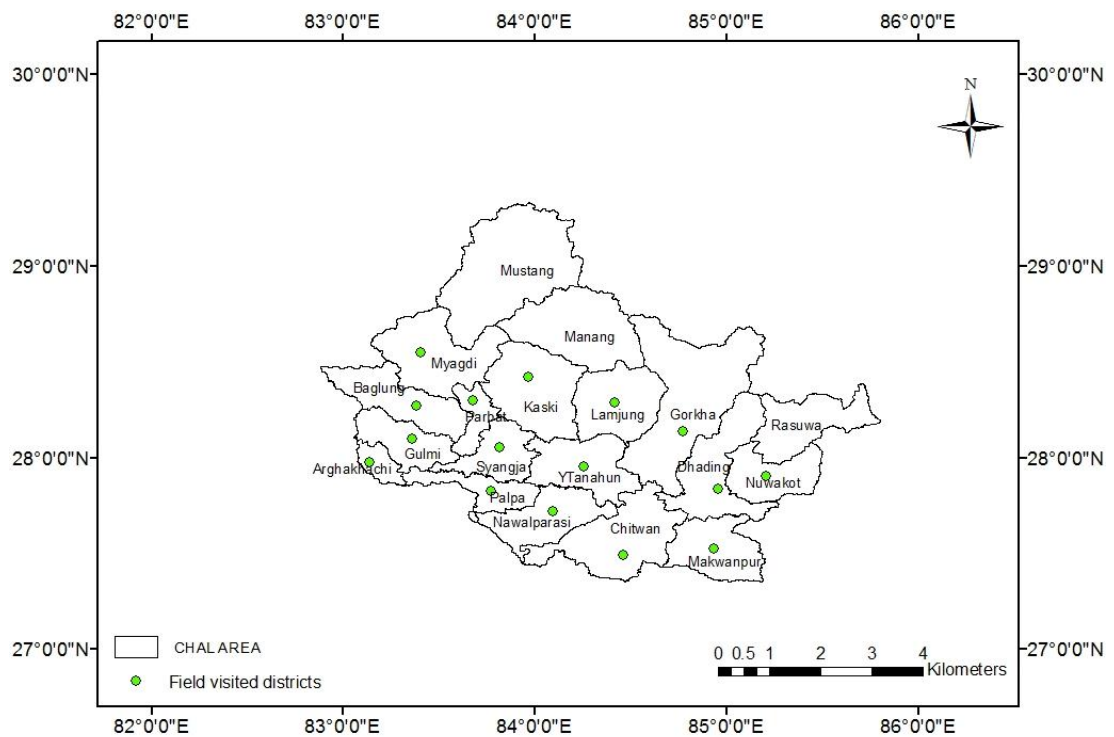 82°0'0"E 83°0'0"E 84°0'0"E 85°0'0"E 86°0'0"E
30°0'0"N 30°0'0"N
N
29°0'0"N 29°0'0"N
Mustang
Manang
Myagdi
Baglung
Parbat
Kaski
Lamjung
Gorkha
Rasuwa
Gulmi
Arghakhachi
Syangja
YTanahun
Dhading
Nuwakot
28°0'0"N 28°0'0"N
Palpa
Nawalparasi
Chitwan
Makwanpur
27°0'0"N 27°0'0"N
CHAL AREA
Field visited districts
0 0.5 1 2 3 4
Kilometers
82°0'0"E 83°0'0"E 84°0'0"E 85°0'0"E 86°0'0"E